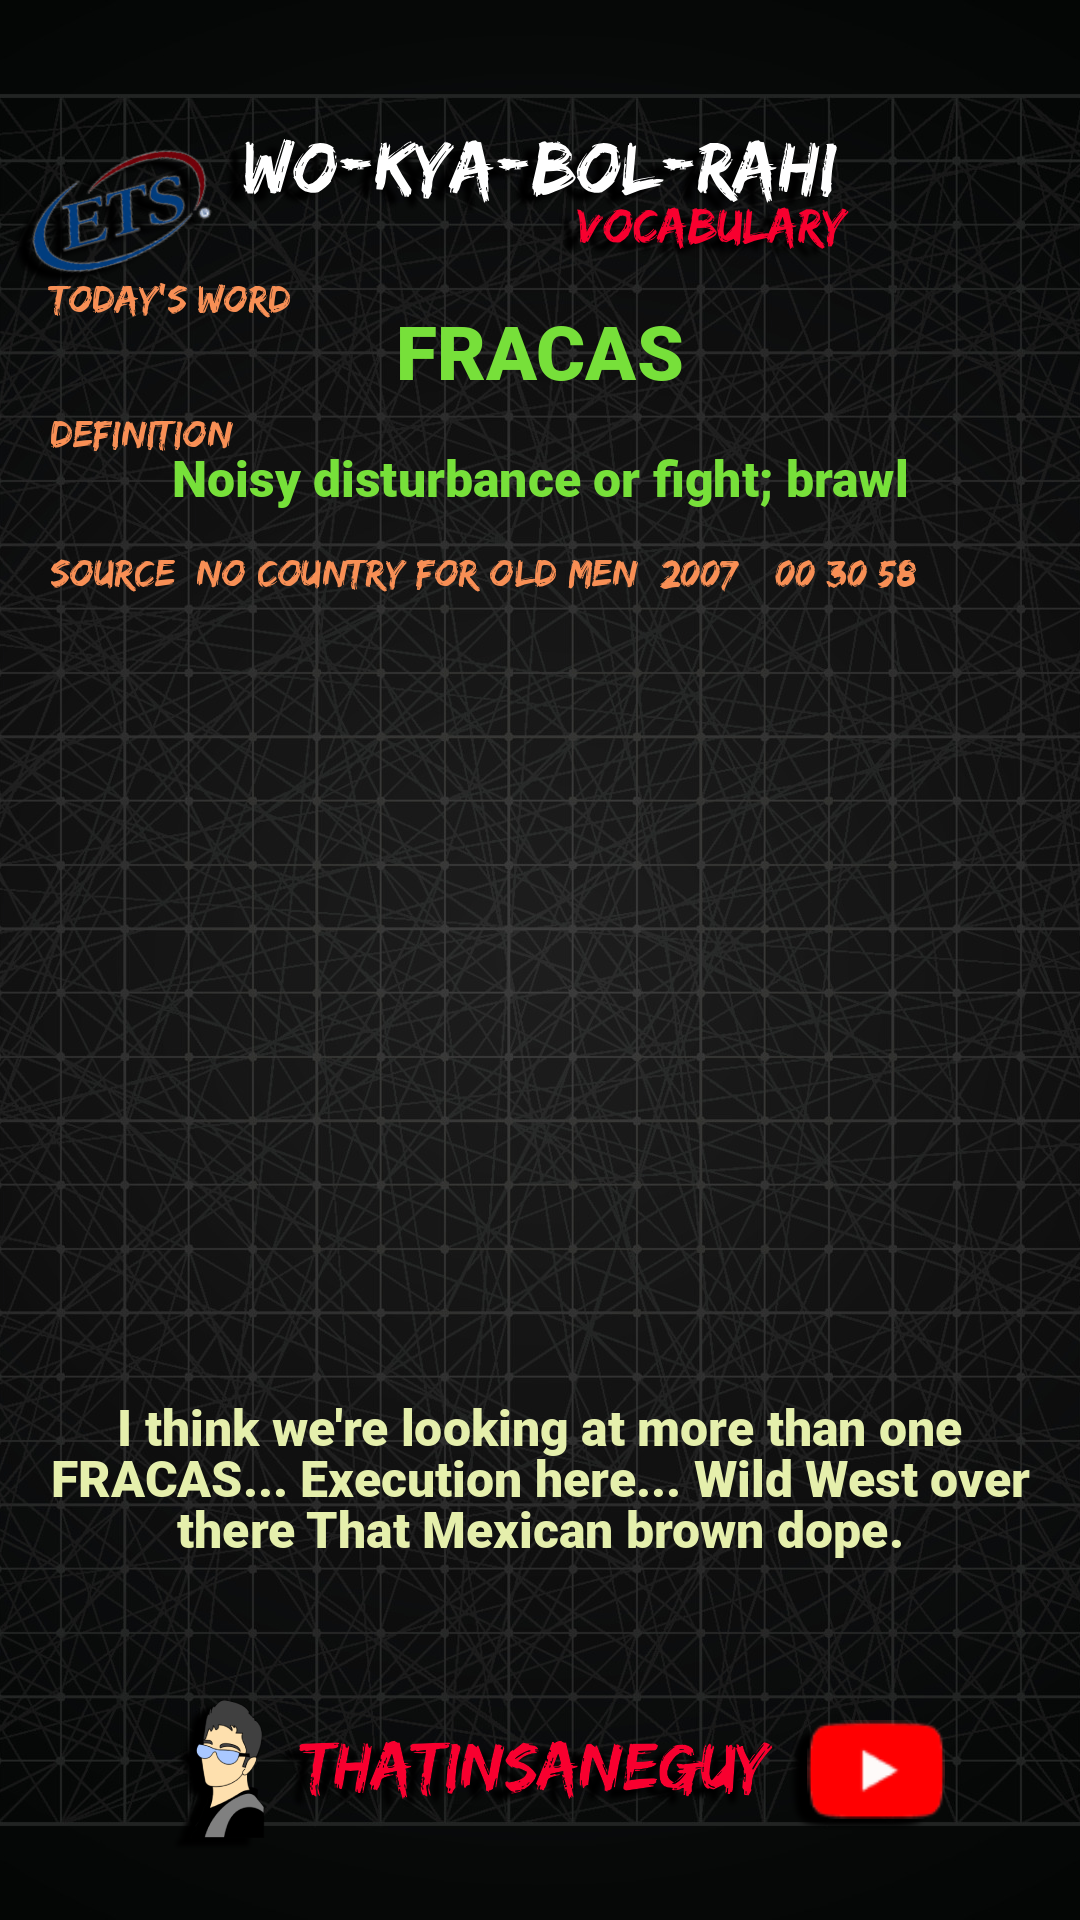 WO-KYA-BOL-RAHI
VOCABULARY
ETS
TODAY'S WORD
FRACAS
DEFINITION
Noisy disturbance or fight; brawl
SOURCE NO COUNTRY FOR OLD MEN 2007 00 30 58
I think we're looking at more than one
FRACAS... Execution here... Wild West over
there That Mexican brown dope.
THATINSANEGUY